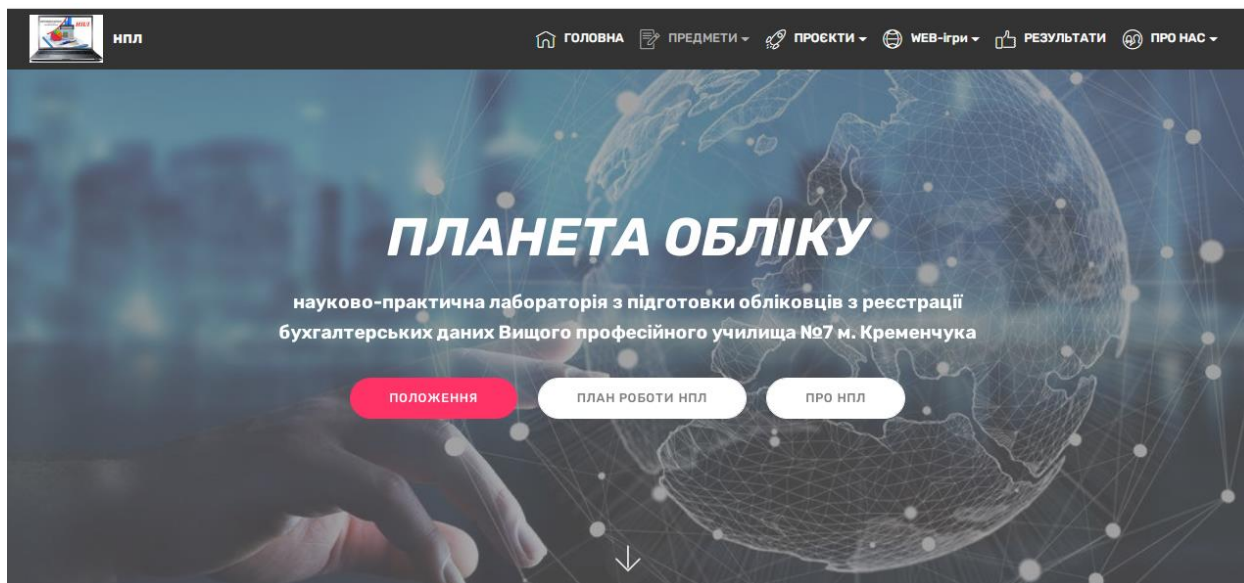 НПЛ
ГОЛОВНА ПРЕДМЕТИ ПРОЄКТИ WEB-ігри РЕЗУЛЬТАТИ ПРО НАС
ПЛАНЕТА ОБЛІКУ
науково-практична лабораторія з підготовки обліковців з реєстрації
бухгалтерських даних Вищого професійного училища №7 м. Кременчука
ПОЛОЖЕННЯ ПЛАН РОБОТИ НПЛ ПРО НПЛ